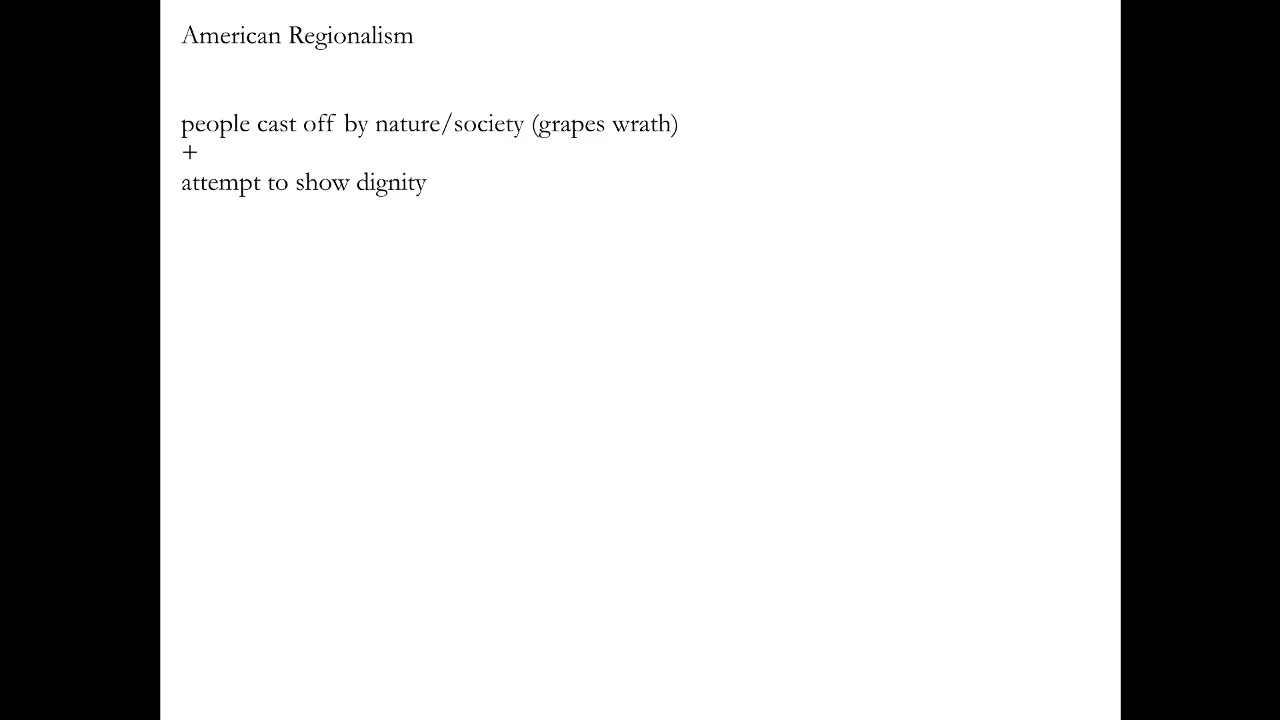 American Regionalism
people cast off by nature/society (grapes wrath)
+
attempt to show dignity